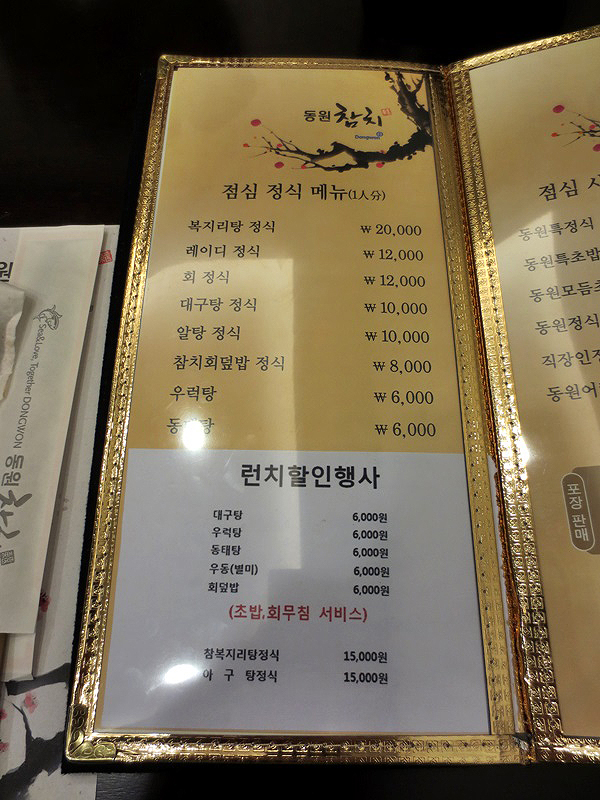 동원 참치
Dongwon
점심 정식 메뉴(1人分)
복지리탕 정식 ₩ 20,000
레이디 정식 ₩ 12,000
회 정식 ₩ 12,000
대구탕 정식 ₩ 10,000
알탕 정식 ₩ 10,000
참치회덮밥 정식 ₩ 8,000
우럭탕 ₩ 6,000
동 탕 ₩ 6,000
런치할인행사
대구탕 6,000원
우럭탕 6,000원
동태탕 6,000원
우동(별미) 6,000원
회덮밥 6,000원
(초밥,회무침 서비스)
참복지리탕정식 15,000원
아 구 탕정식 15,000원
점심 
동원특정식
동원특초밥
동원모듬초
동원정식
직장인정
동원어
포장 판매
원
Sea&Love, Together DONGWON 동원